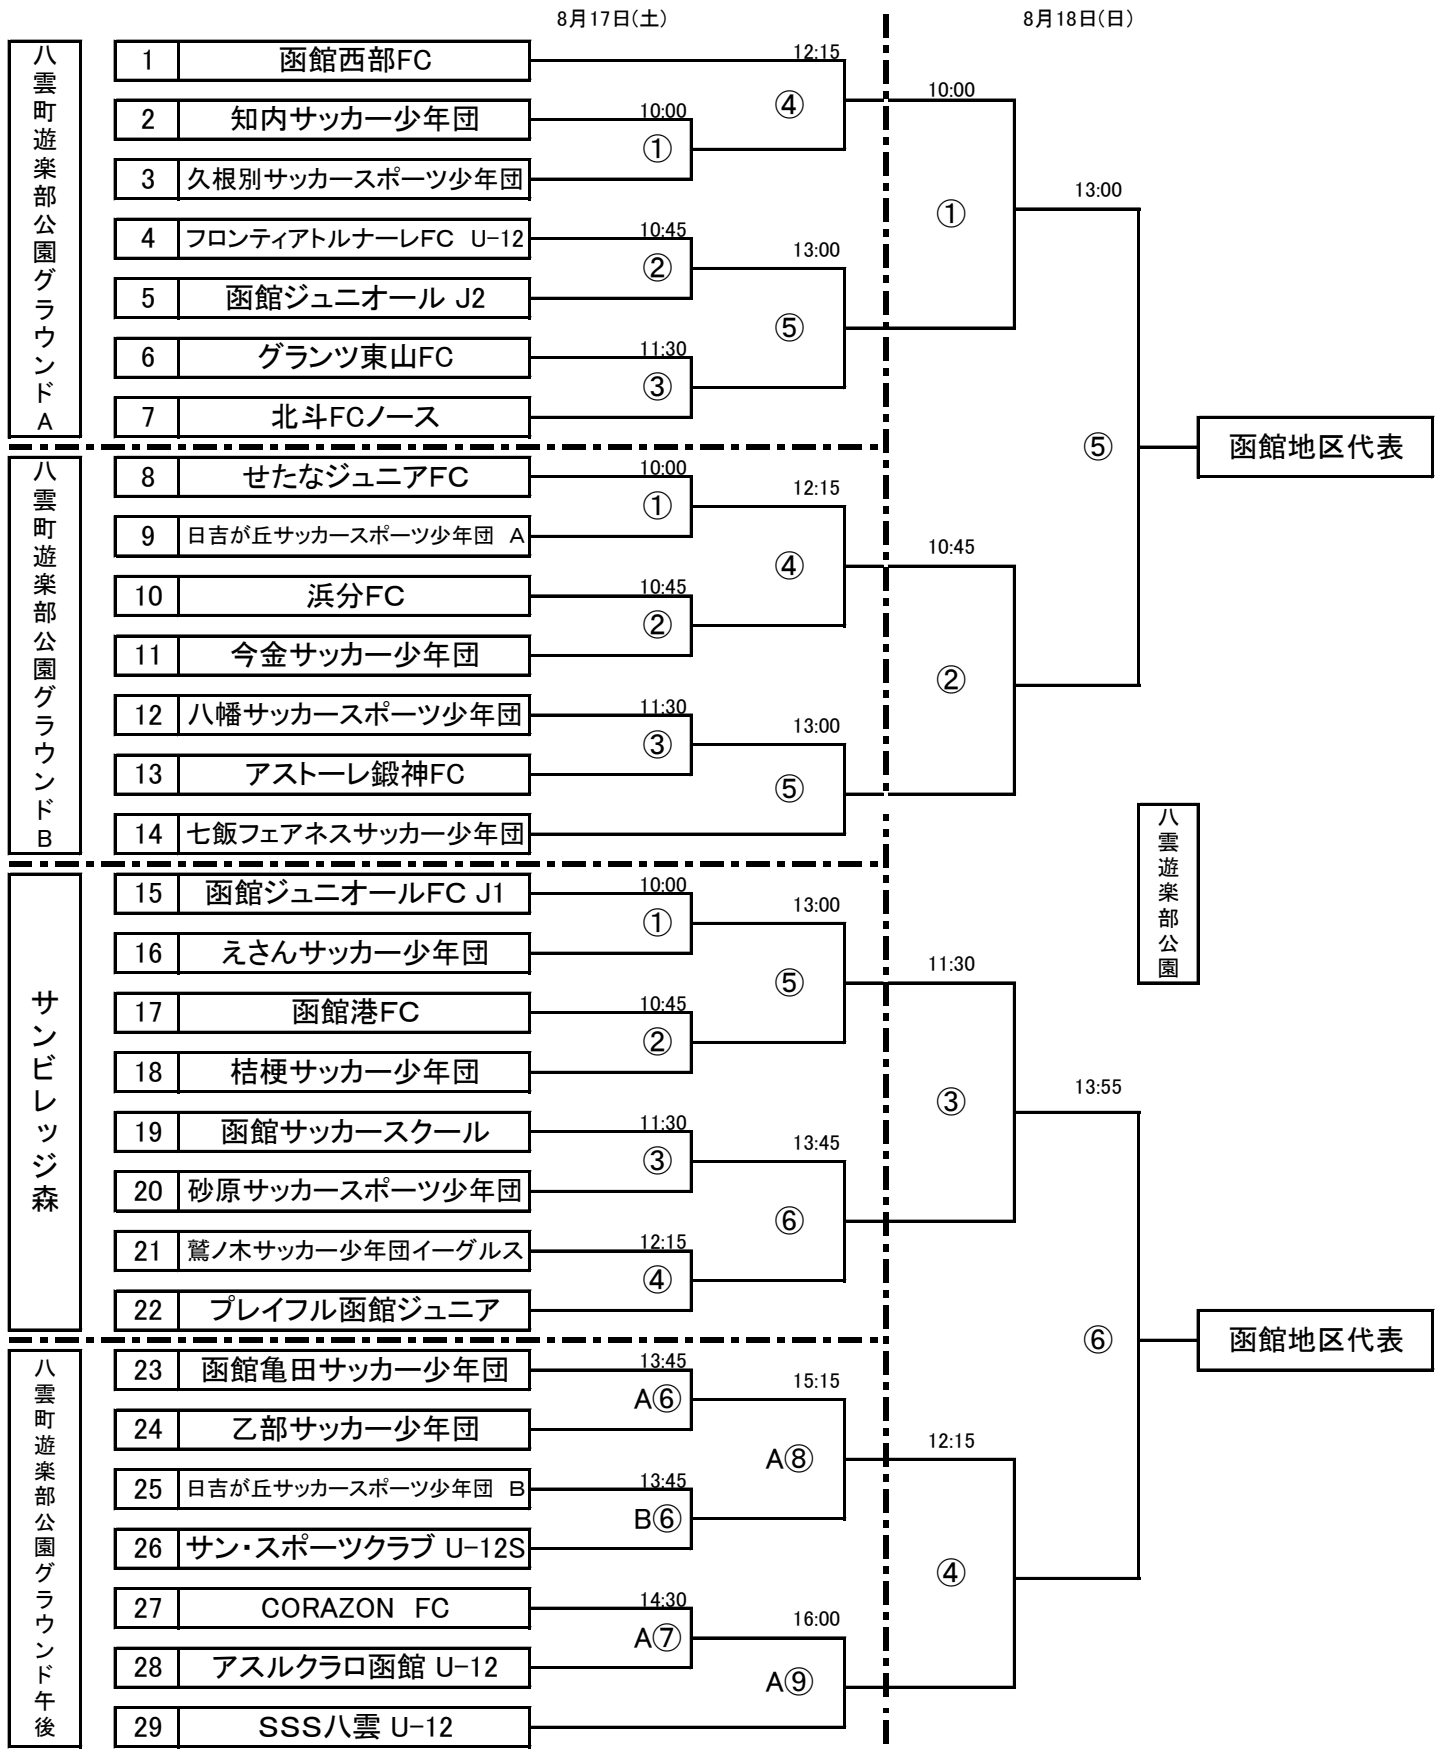 8月17日(土)
8月18日(日)
八雲町遊楽部公園グラウンドA
1 函館西部FC
12:15
④
2 知内サッカー少年団
10:00
①
3 久根別サッカースポーツ少年団
10:00
①
4 フロンティアトルナーレFC U-12
10:45
②
13:00
5 函館ジュニオール J2
⑤
6 グランツ東山FC
11:30
③
7 北斗FCノース
13:00
⑤
函館地区代表
八雲町遊楽部公園グラウンドB
8 せたなジュニアFC
10:00
①
12:15
9 日吉が丘サッカースポーツ少年団 A
④
10 浜分FC
10:45
②
11 今金サッカー少年団
10:45
②
12 八幡サッカースポーツ少年団
11:30
③
13:00
13 アストーレ鍛神FC
⑤
14 七飯フェアネスサッカー少年団
八雲遊楽部公園
サンビレッジ森
15 函館ジュニオールFC J1
10:00
①
13:00
16 えさんサッカー少年団
⑤
17 函館港FC
10:45
②
18 桔梗サッカー少年団
11:30
③
19 函館サッカースクール
11:30
③
13:45
20 砂原サッカースポーツ少年団
⑥
21 鷲ノ木サッカー少年団イーグルス
12:15
④
22 プレイフル函館ジュニア
13:55
⑥
函館地区代表
八雲町遊楽部公園グラウンド午後
23 函館亀田サッカー少年団
13:45
A⑥
15:15
24 乙部サッカー少年団
A⑧
25 日吉が丘サッカースポーツ少年団 B
13:45
B⑥
26 サン・スポーツクラブ U-12S
12:15
④
27 CORAZON FC
14:30
A⑦
16:00
28 アスルクラロ函館 U-12
A⑨
29 SSS八雲 U-12